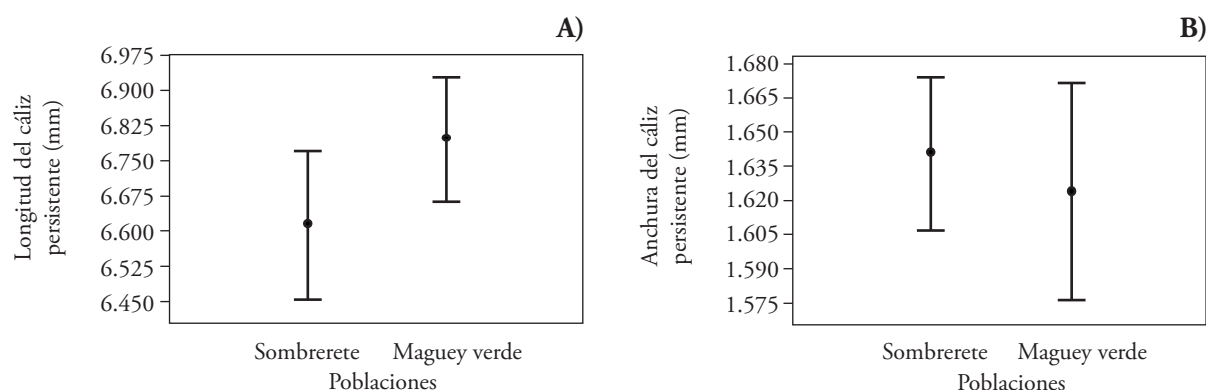 A)
Longitud del cáliz
persistente (mm)
6.975
6.900
6.825
6.750
6.675
6.600
6.525
6.450
Sombrerete
Maguey verde
Poblaciones
B)
Anchura del cáliz
persistente (mm)
1.680
1.665
1.650
1.635
1.620
1.605
1.590
1.575
Sombrerete
Maguey verde
Poblaciones